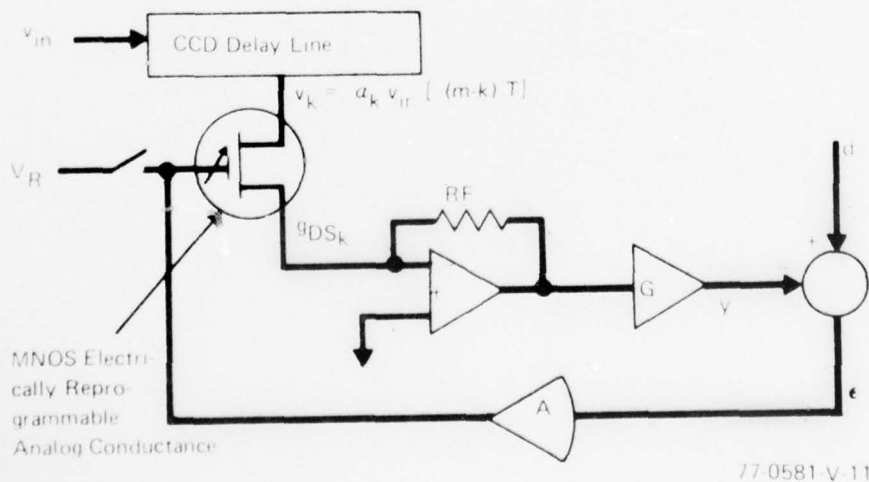 v_in
CCD Delay Line
v_k = a_k v_in [ (m-k) T]
V_R
RF
d
g_DS_k
+
+
-
G
y
MNOS Electri-
cally Repro-
grammable
Analog Conductance
A
ϵ
77-0581-V-11